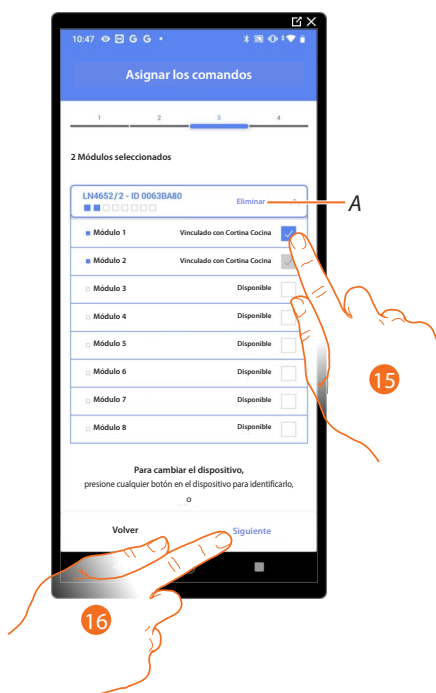 10:47 G G
Asignar los comandos
1 2 3 4
2 Módulos seleccionados
LN4652/2 - ID 0063BA80
Eliminar
A
Módulo 1 Vinculado con Cortina Cocina
Módulo 2 Vinculado con Cortina Cocina
Módulo 3 Disponible
Módulo 4 Disponible
Módulo 5 Disponible
Módulo 6 Disponible
Módulo 7 Disponible
Módulo 8 Disponible
15
Para cambiar el dispositivo,
presione cualquier botón en el dispositivo para identificarlo,
o
Volver Siguiente
16